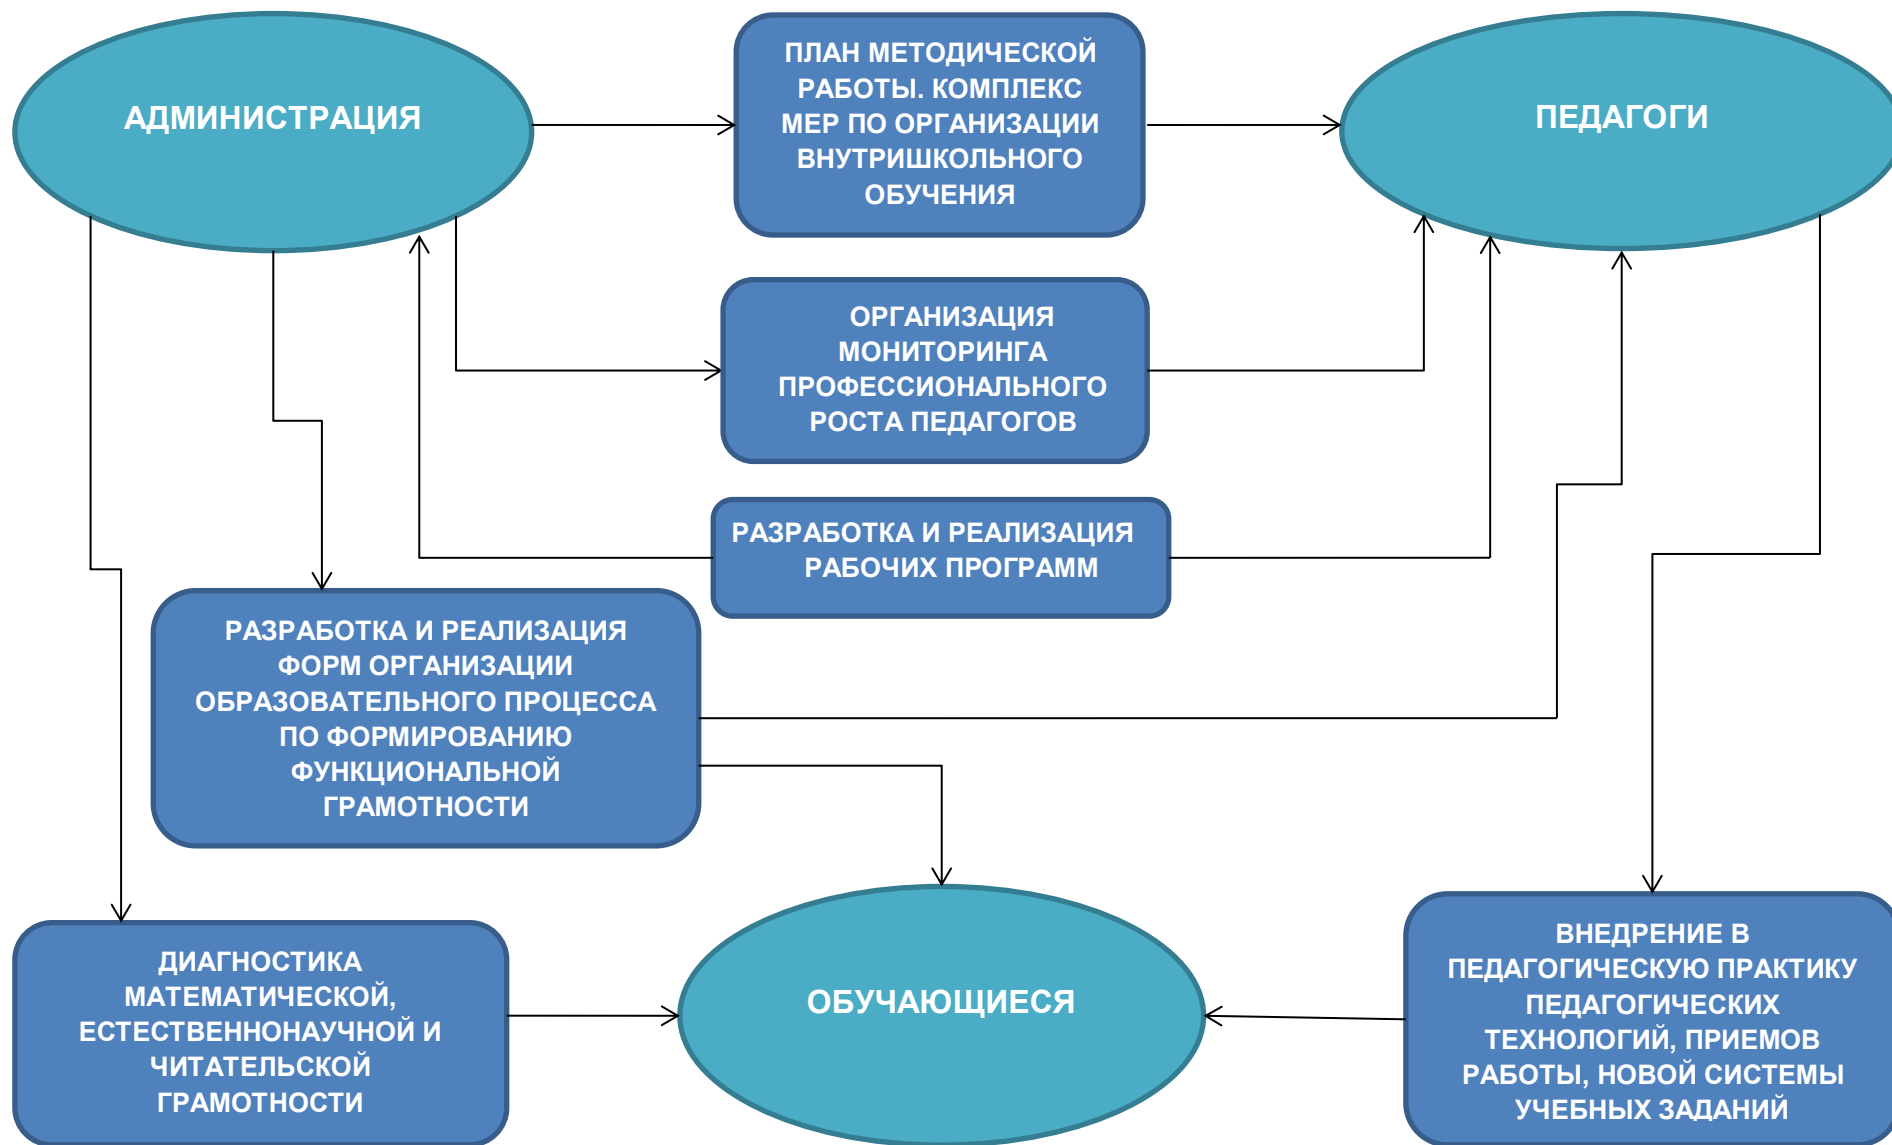 АДМИНИСТРАЦИЯ
ПЛАН МЕТОДИЧЕСКОЙ
РАБОТЫ. КОМПЛЕКС
МЕР ПО ОРГАНИЗАЦИИ
ВНУТРИШКОЛЬНОГО
ОБУЧЕНИЯ
ПЕДАГОГИ
ОРГАНИЗАЦИЯ
МОНИТОРИНГА
ПРОФЕССИОНАЛЬНОГО
РОСТА ПЕДАГОГОВ
РАЗРАБОТКА И РЕАЛИЗАЦИЯ
РАБОЧИХ ПРОГРАММ
РАЗРАБОТКА И РЕАЛИЗАЦИЯ
ФОРМ ОРГАНИЗАЦИИ
ОБРАЗОВАТЕЛЬНОГО ПРОЦЕССА
ПО ФОРМИРОВАНИЮ
ФУНКЦИОНАЛЬНОЙ
ГРАМОТНОСТИ
ДИАГНОСТИКА
МАТЕМАТИЧЕСКОЙ,
ЕСТЕСТВЕННОНАУЧНОЙ И
ЧИТАТЕЛЬСКОЙ
ГРАМОТНОСТИ
ОБУЧАЮЩИЕСЯ
ВНЕДРЕНИЕ В
ПЕДАГОГИЧЕСКУЮ ПРАКТИКУ
ПЕДАГОГИЧЕСКИХ
ТЕХНОЛОГИЙ, ПРИЕМОВ
РАБОТЫ, НОВОЙ СИСТЕМЫ
УЧЕБНЫХ ЗАДАНИЙ